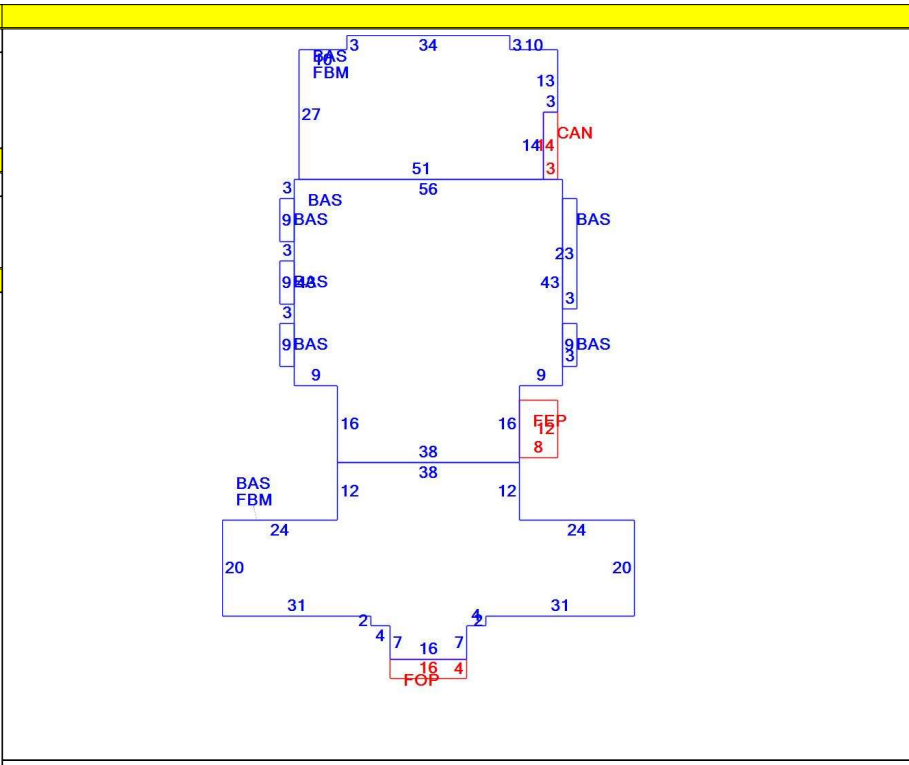 3 34 3 10
BAS
10
FBM
13
3
27
CAN
14 14
51 3
3 56
BAS
9 BAS BAS
3 23
9 BAS 43 43
3 3
9 BAS 9 BAS
3
9 9
16 16 FEP
12
8
38
38
BAS
FBM
12 12
24 24
20 20
31 4 31
2 2
4 7 16 7
16 4
FOP